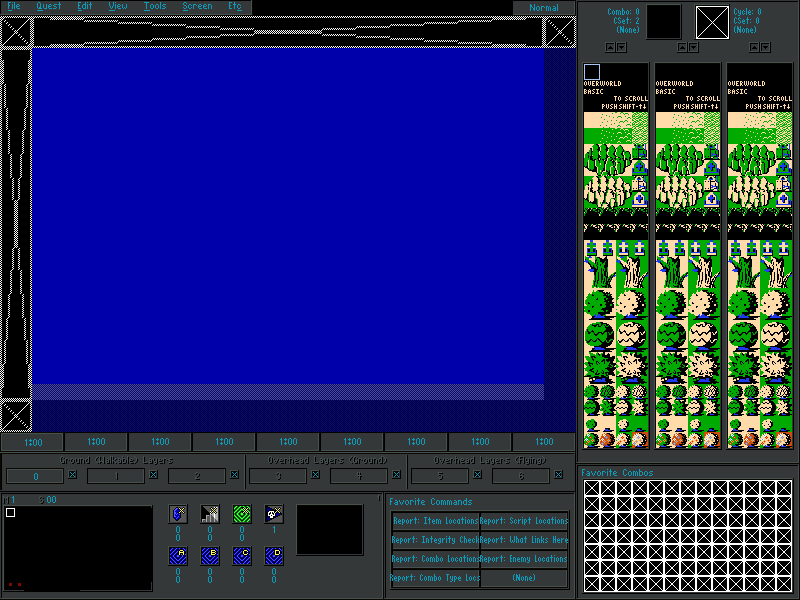 File Quest Edit View Tools Screen Etc
Normal
Combo: 0
CSet: 2
(None)
Cycle: 0
CSet: 0
(None)
OVERWORLD BASIC
TO SCROLL
PUSH SHIFT-↑↓
OVERWORLD BASIC
TO SCROLL
PUSH SHIFT-↑↓
OVERWORLD BASIC
TO SCROLL
PUSH SHIFT-↑↓
1:00 1:00 1:00 1:00 1:00 1:00 1:00 1:00 1:00
Ground (Walkable) Layers Overhead Layers (Ground) Overhead Layers (Flying)
0 1 2 3 4 5 6
Favorite Combos
M:1 S:00
0 0 0 1
0 0 0
A B C D
0 0 0 0
0 0 0 0
Favorite Commands
Report: Item locations Report: Script locations
Report: Integrity Check Report: What Links Here
Report: Combo locations Report: Enemy locations
Report: Combo Type Locs (None)